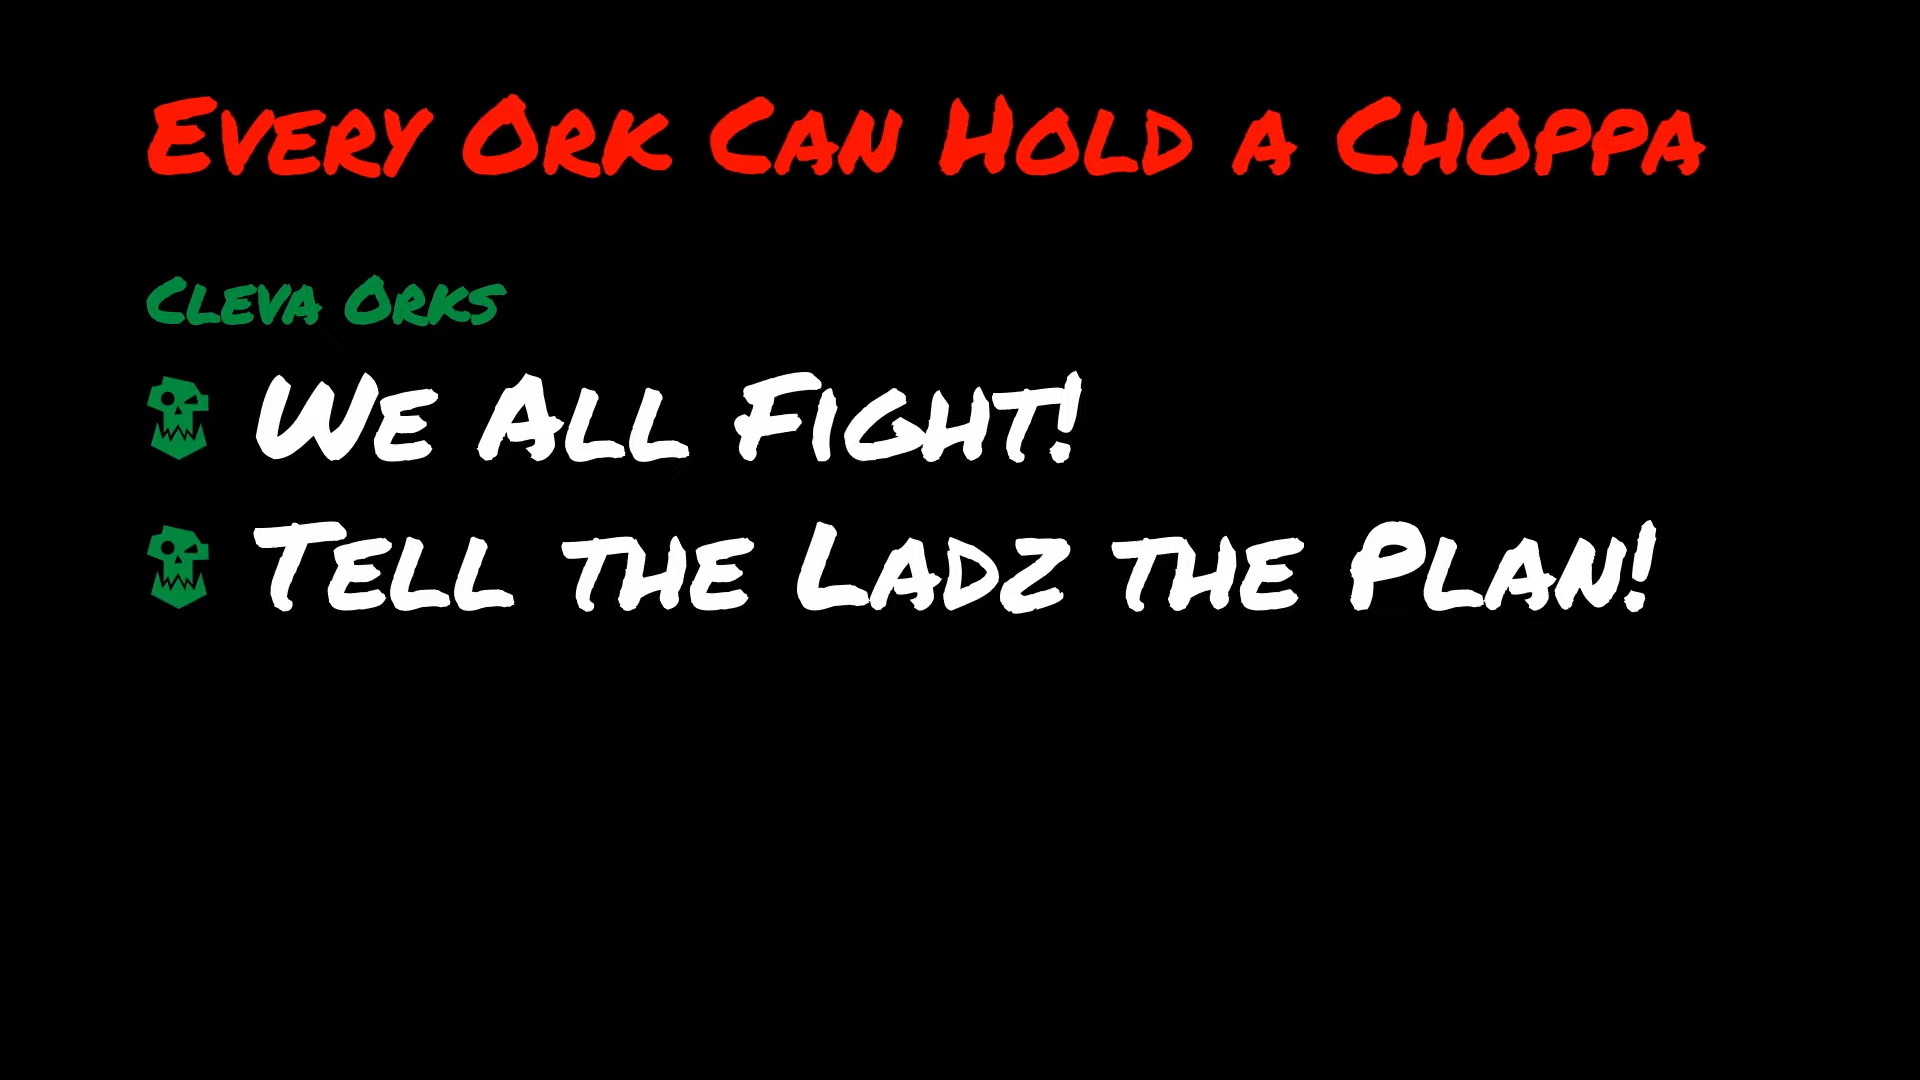 Every Ork Can Hold a Choppa
Cleva Orks
We All Fight!
Tell the Ladz the Plan!